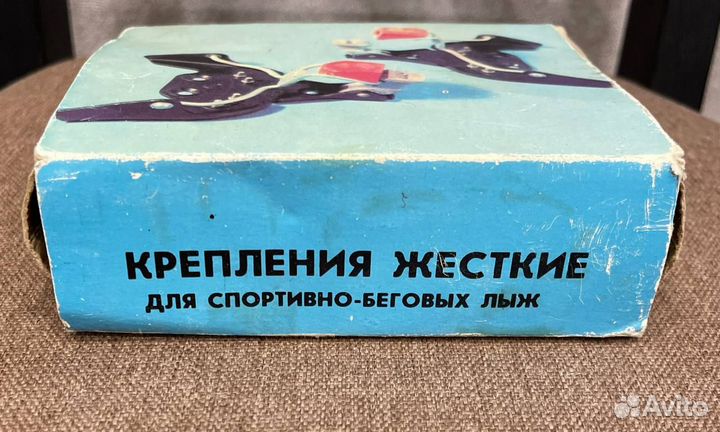 КРЕПЛЕНИЯ ЖЕСТКИЕ
ДЛЯ СПОРТИВНО-БЕГОВЫХ ЛЫЖ
Avito